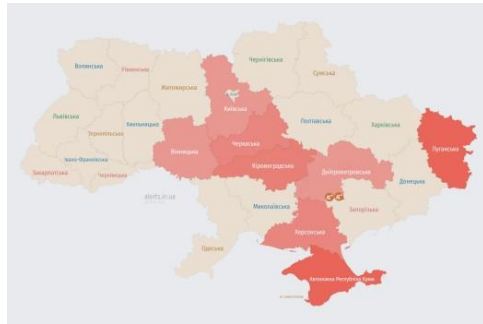 Чернігівська
Волинська
Рівненська
Сумська
Житомирська
Київська
Львівська
Тернопільська
Хмельницька
Полтавська
Харківська
Черкаська
Луганська
Вінницька
Івано-Франківська
Кіровоградська
Дніпропетровська
Закарпатська
Чернівецька
Донецька
alerts.in.ua
Миколаївська
Запорізька
Херсонська
Одеська
Автономна Республіка Крим